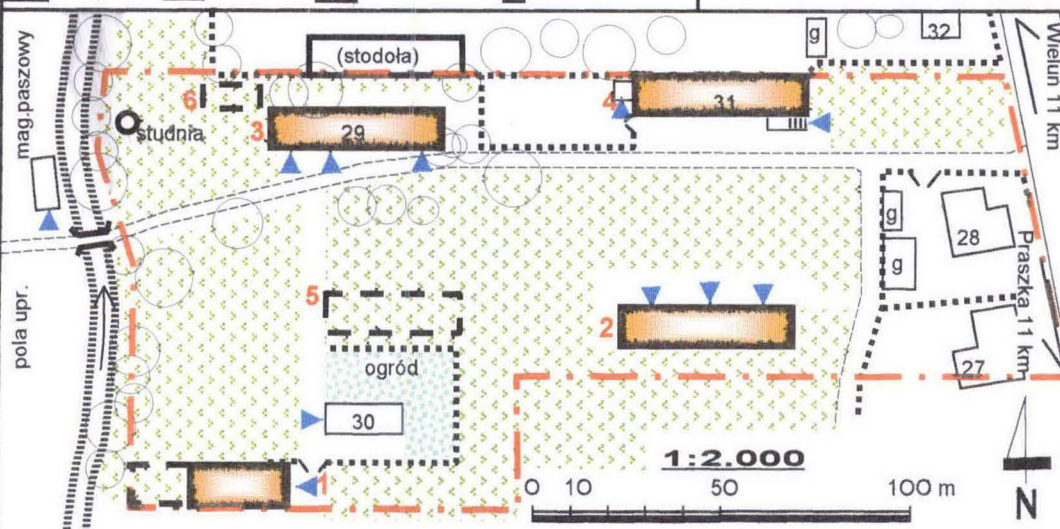 mag.paszowy
(stodoła)
g
32
Wieluń 11 km
6
4
31
studnia
3
29
g
28
g
Praszka 11 km
pola upr.
5
2
ogród
27
30
1:2.000
1
0 10 50 100 m
N